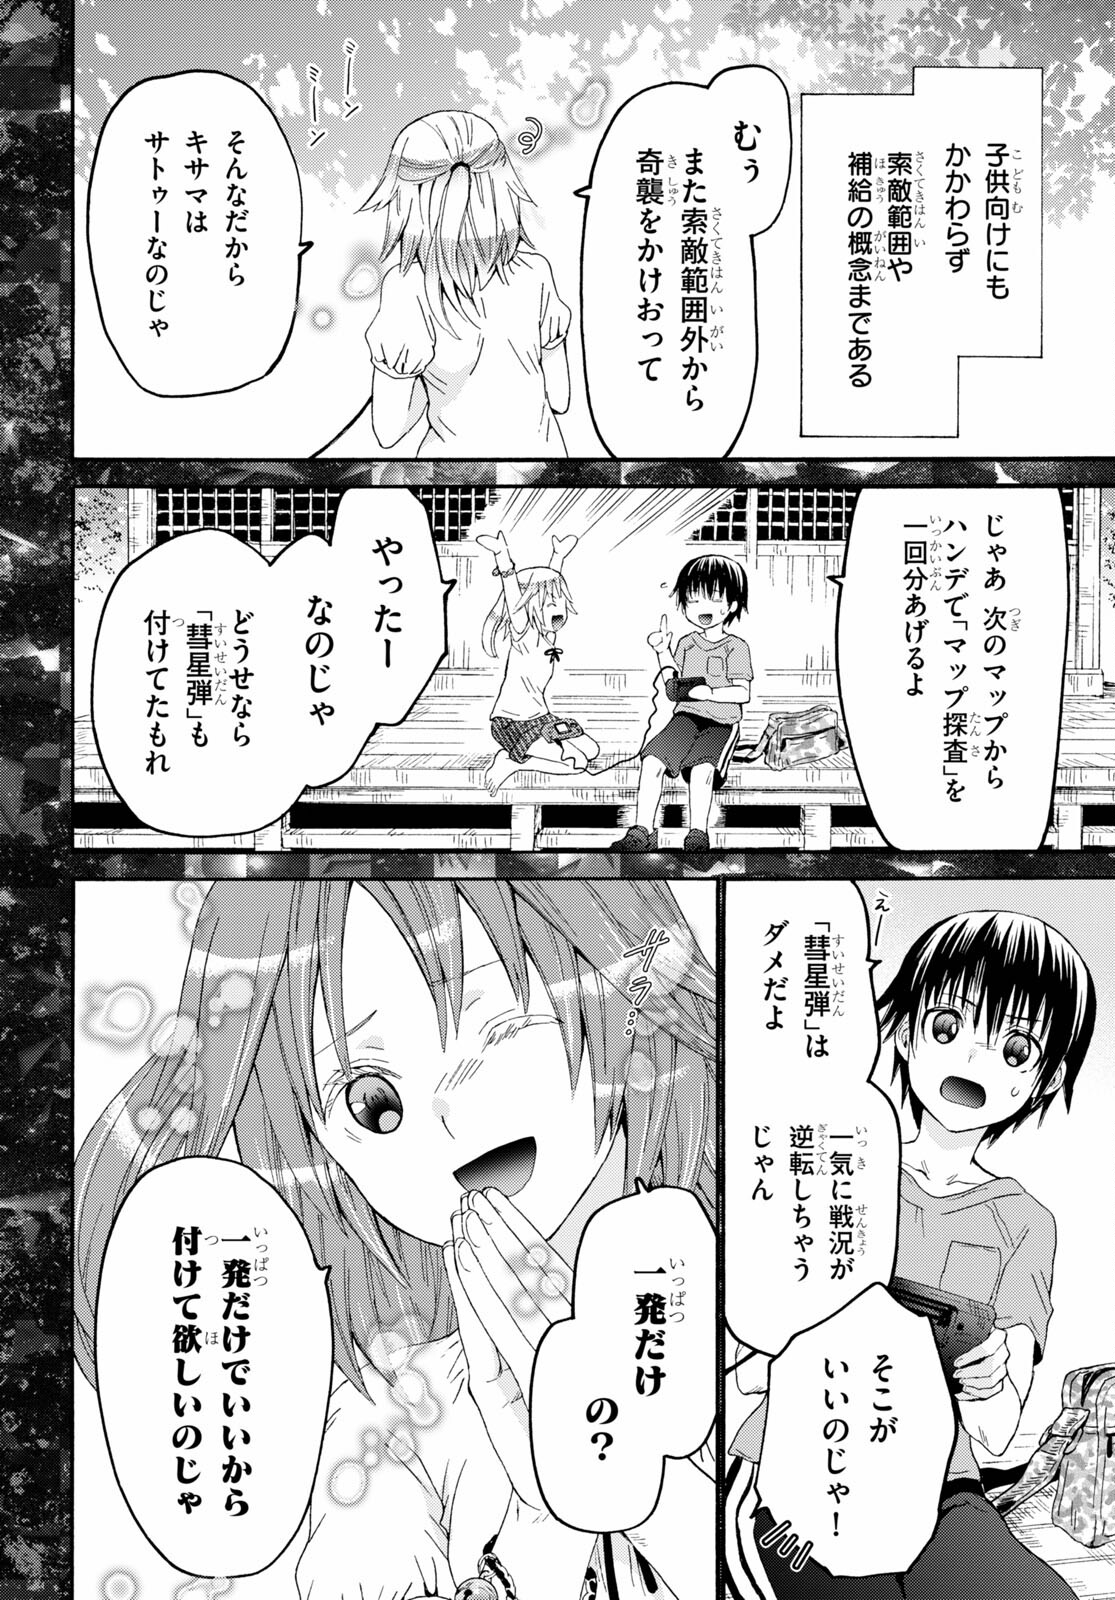 子供向けにも
かかわらず
索敵範囲や
補給の概念まである
むぅ
また索敵範囲外から
奇襲をかけおって
ミーン
ミーン
そんなだから
キサマは
サトゥーなのじゃ
じゃあ 次のマップから
ハンデで「マップ探査」を
一回分あげるよ
やったー
なのじゃ
どうせなら
「彗星弾」も
付けてたもれ
えー
「彗星弾」は
ダメだよ
一気に戦況が
逆転しちゃう
じゃん
そこが
いいのじゃ!
サラ…
一発だけ
の?
一発だけでいいから
付けて欲しいのじゃ